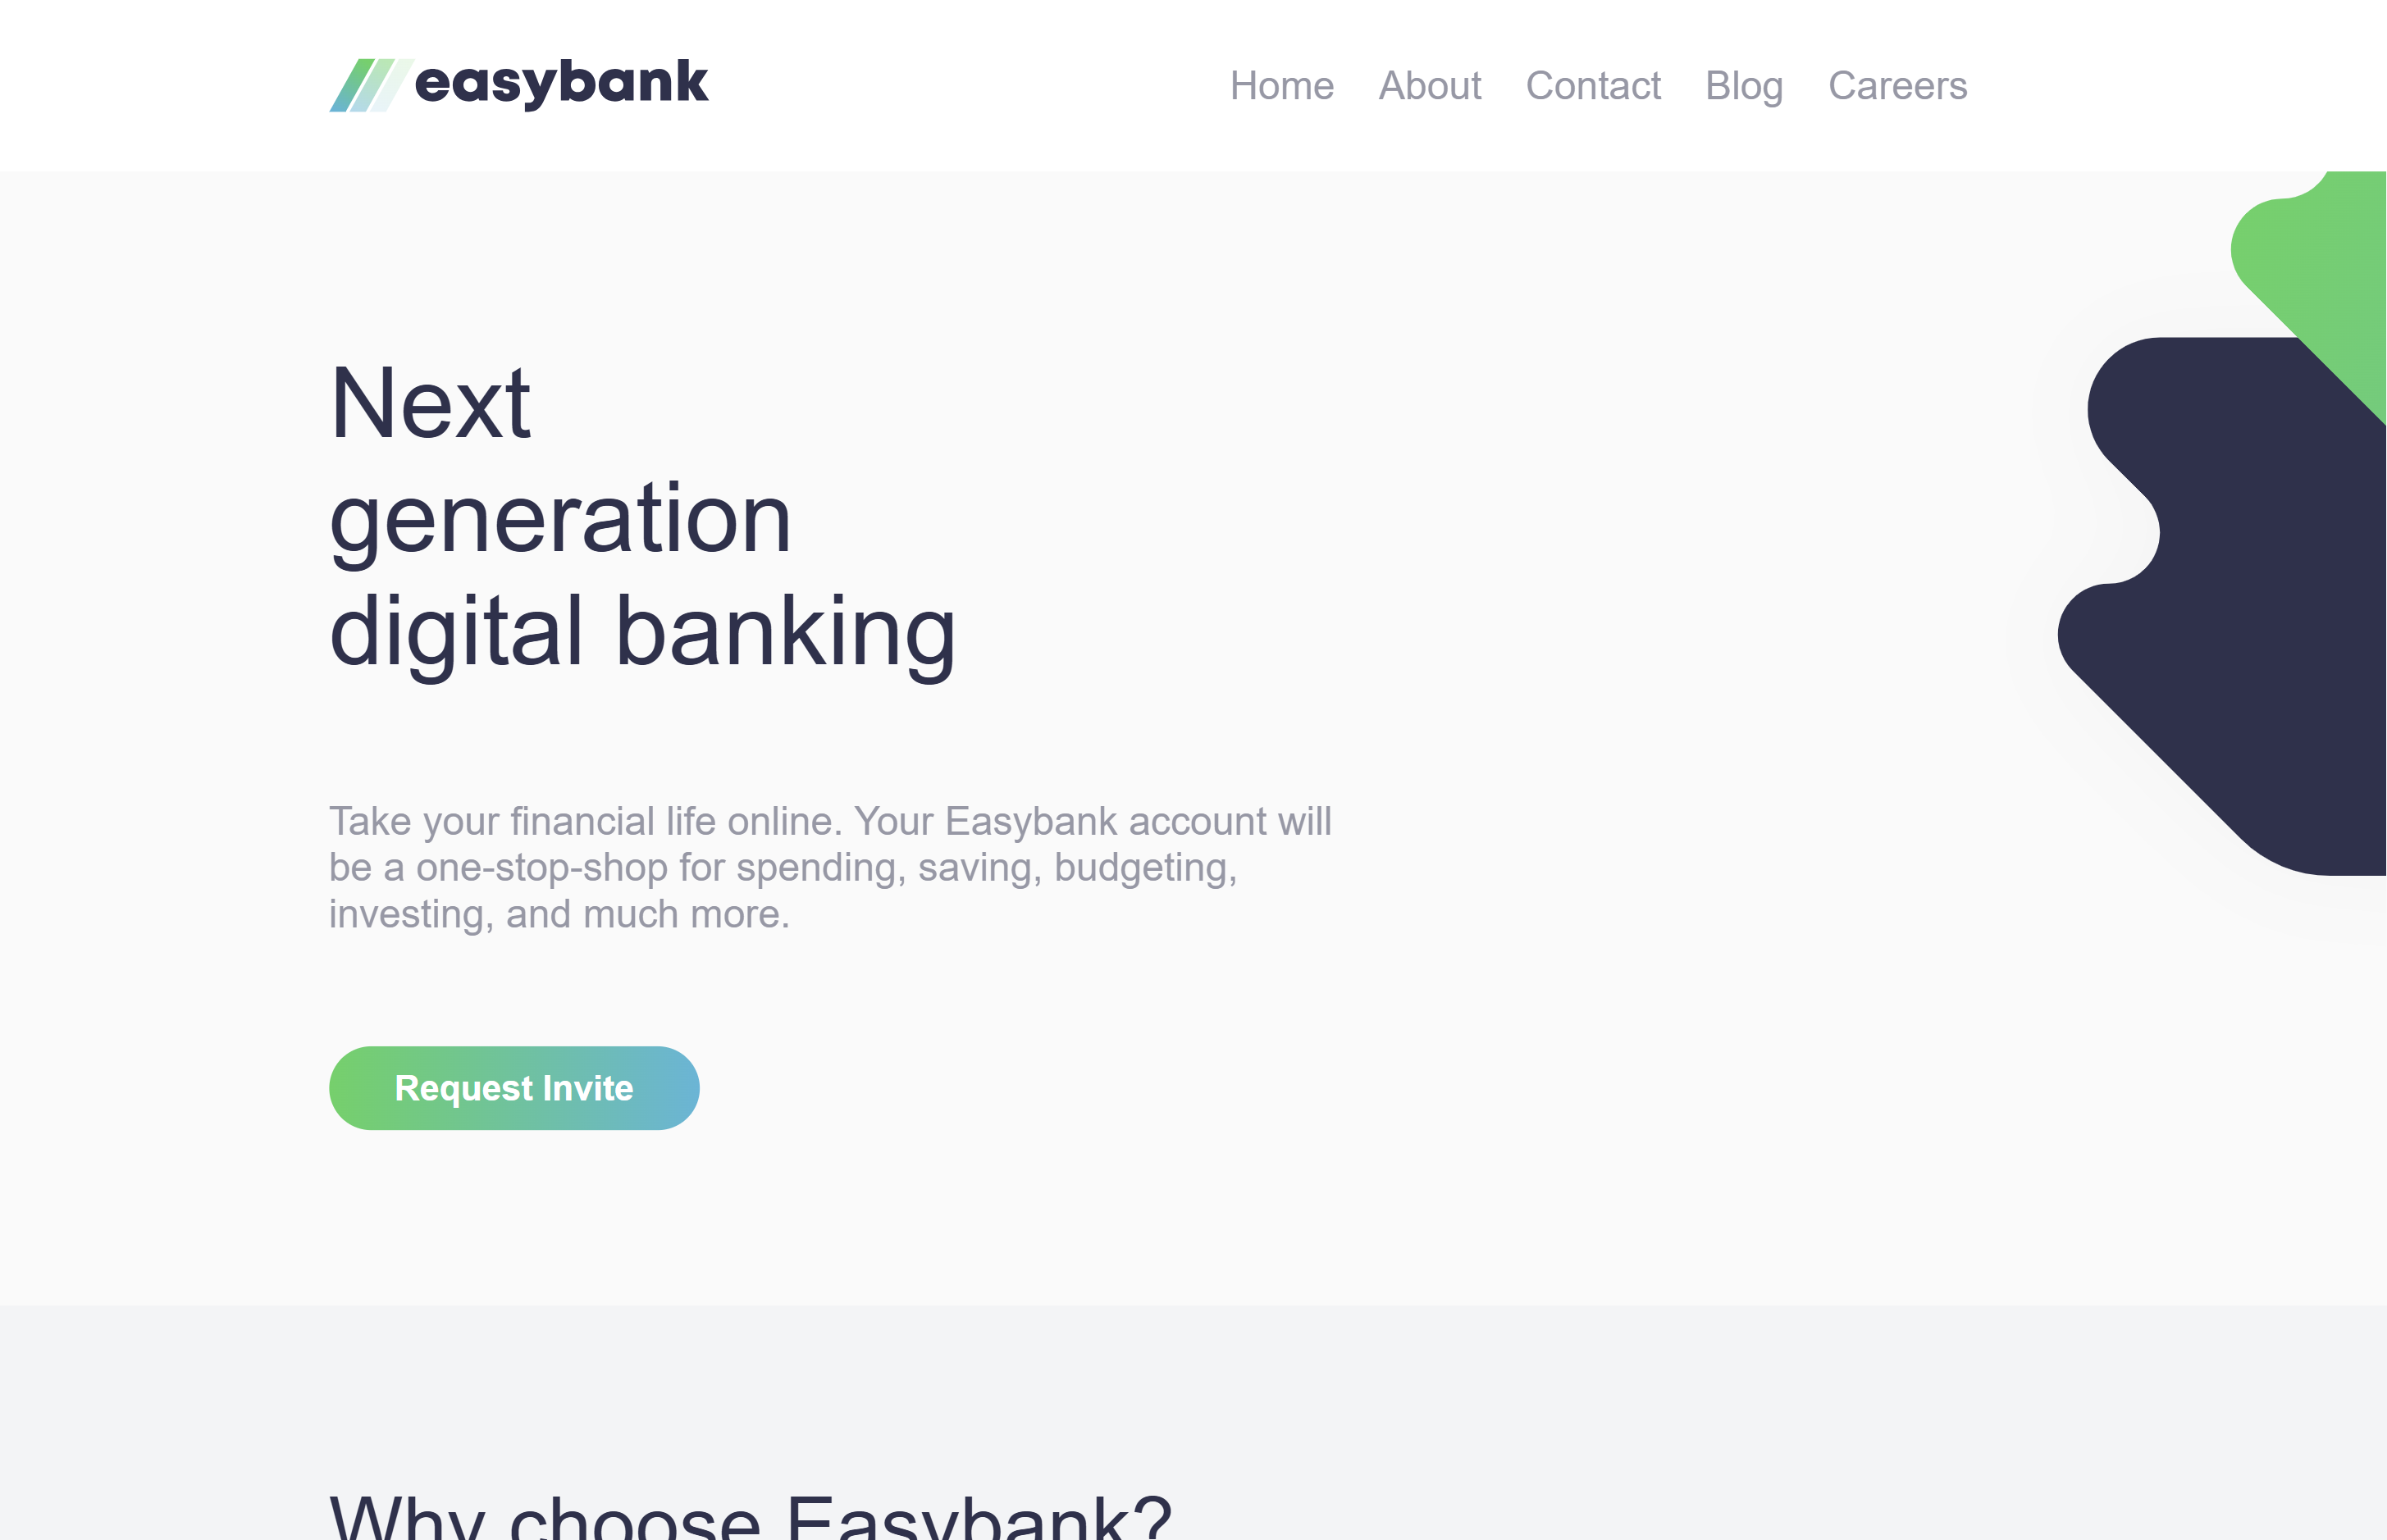 easybank
Home About Contact Blog Careers
Next
generation
digital banking
Take your financial life online. Your Easybank account will
be a one-stop-shop for spending, saving, budgeting,
investing, and much more.
Request Invite
Why choose Easybank?